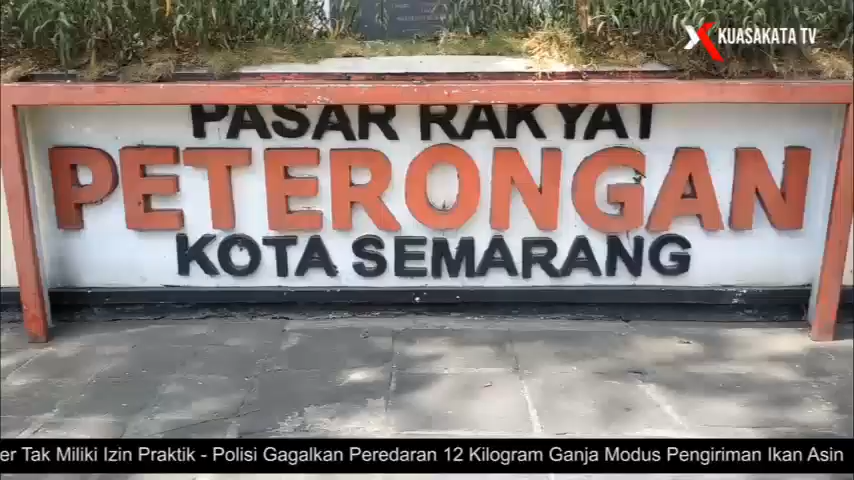 KUASAKATA TV
PASAR RAKYAT
PETERONGAN
KOTA SEMARANG
er Tak Miliki Izin Praktik - Polisi Gagalkan Peredaran 12 Kilogram Ganja Modus Pengiriman Ikan Asin